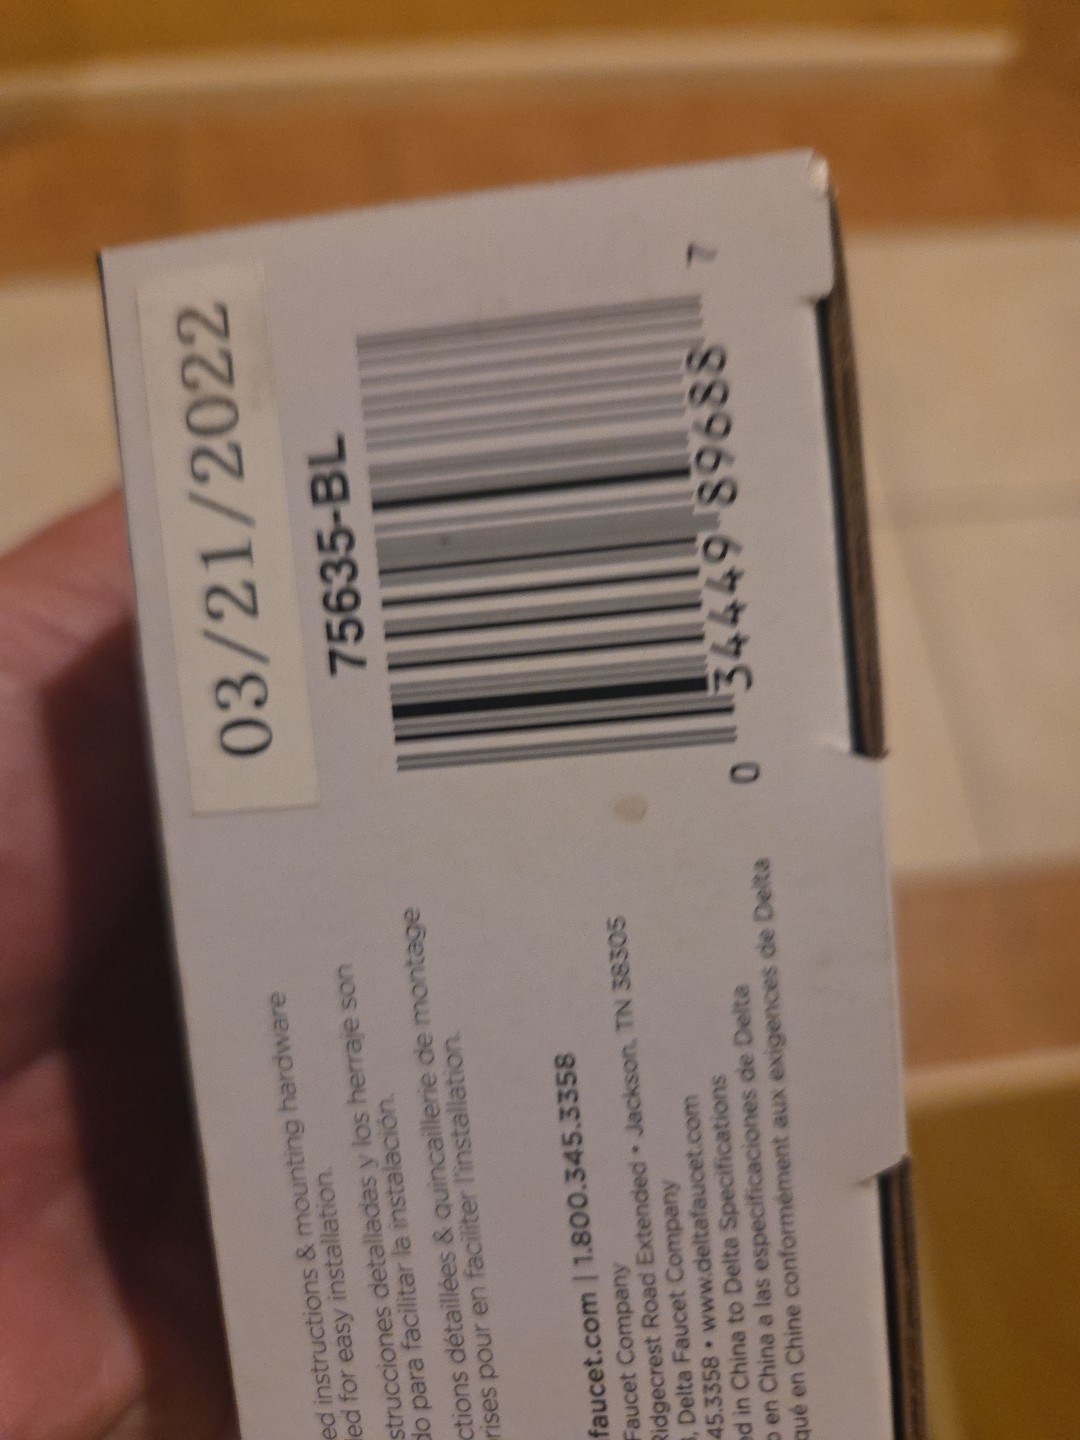 03/21/2022
75635-BL
0 34449 89688 7
ed instructions & mounting hardware
ed for easy installation.
strucciones detalladas y los herraje son
do para facilitar la instalación.
ctions détaillées & quincaillerie de montage
rises pour en faciliter l'installation.
faucet.com | 1.800.345.3358
Faucet Company
Ridgecrest Road Extended • Jackson, TN 38305
, Delta Faucet Company
45.3358 • www.deltafaucet.com
ed in China to Delta Specifications
o en China a las especificaciones de Delta
qué en Chine conformément aux exigences de Delta